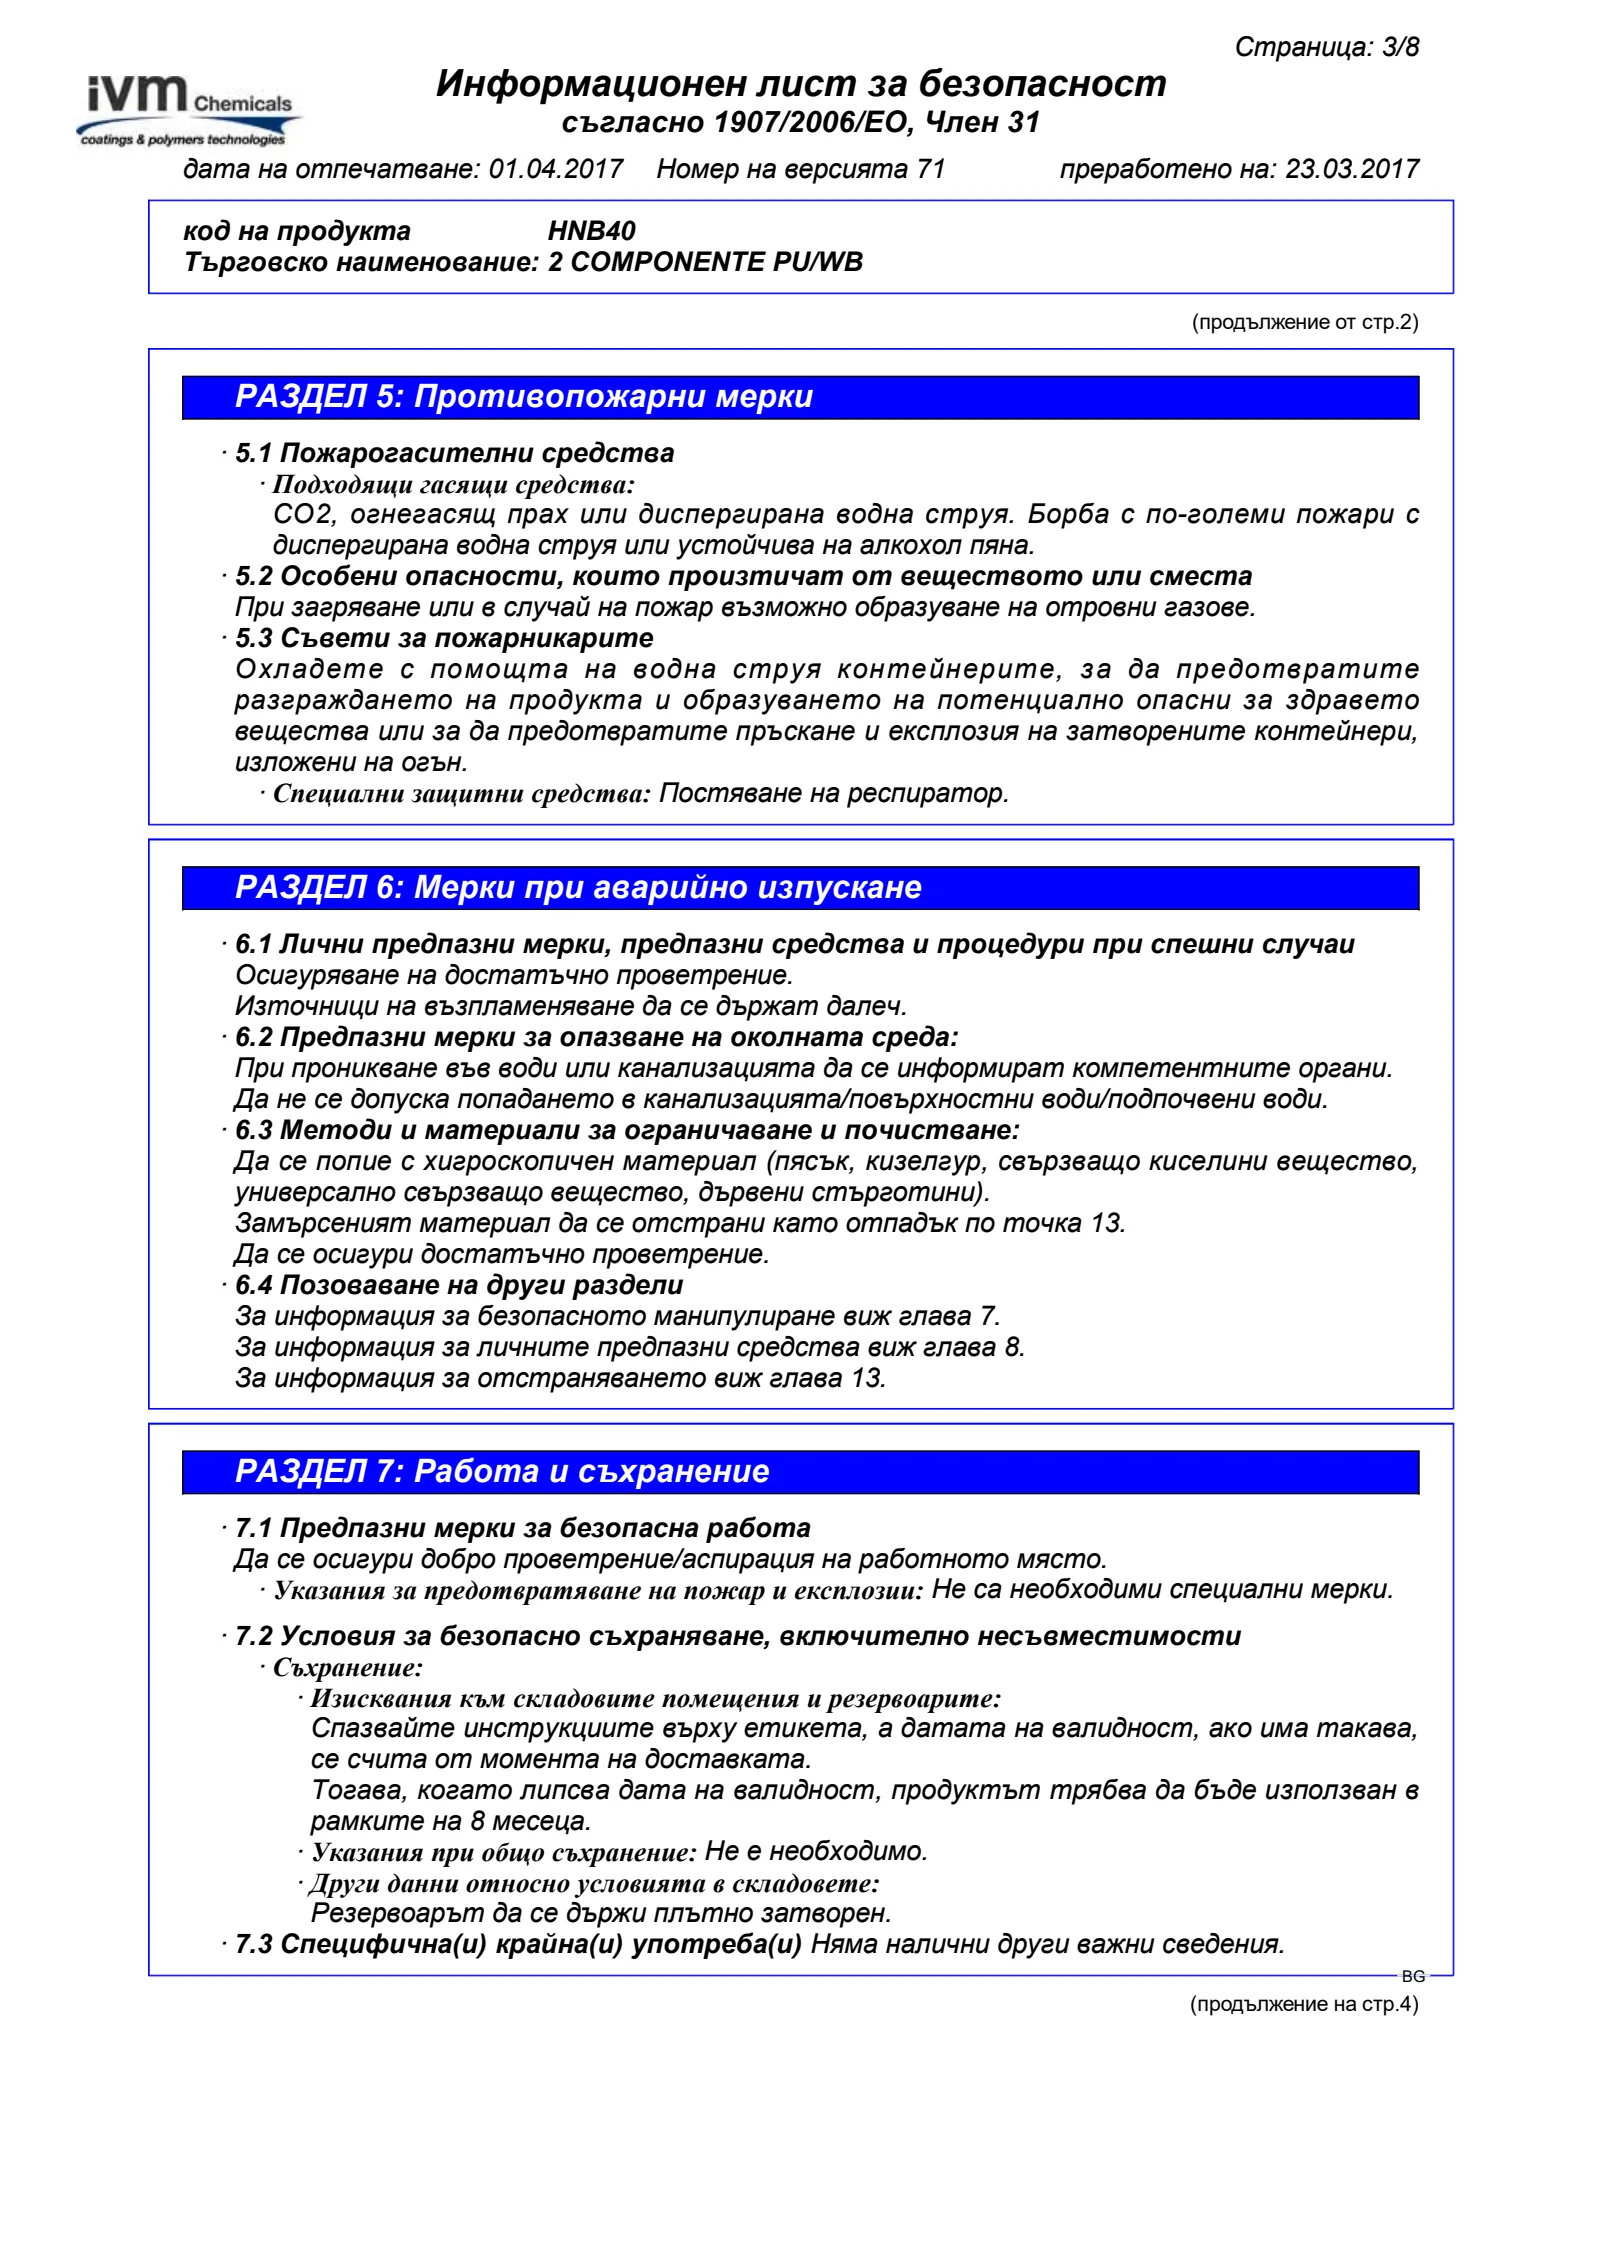 Страница: 3/8
ivm Chemicals
coatings & polymers technologies
Информационен лист за безопасност
съгласно 1907/2006/ЕО, Член 31
дата на отпечатване: 01.04.2017 Номер на версията 71 преработено на: 23.03.2017
код на продукта HNB40
Търговско наименование: 2 COMPONENTE PU/WB
(продължение от стр.2)
РАЗДЕЛ 5: Противопожарни мерки
· 5.1 Пожарогасителни средства
· Подходящи гасящи средства:
CO2, огнегасящ прах или диспергирана водна струя. Борба с по-големи пожари с
диспергирана водна струя или устойчива на алкохол пяна.
· 5.2 Особени опасности, които произтичат от веществото или сместа
При загряване или в случай на пожар възможно образуване на отровни газове.
· 5.3 Съвети за пожарникарите
Охладете с помощта на водна струя контейнерите, за да предотвратите
разграждането на продукта и образуването на потенциално опасни за здравето
вещества или за да предотвратите пръскане и експлозия на затворените контейнери,
изложени на огън.
· Специални защитни средства: Постяване на респиратор.
РАЗДЕЛ 6: Мерки при аварийно изпускане
· 6.1 Лични предпазни мерки, предпазни средства и процедури при спешни случаи
Осигуряване на достатъчно проветрение.
Източници на възпламеняване да се държат далеч.
· 6.2 Предпазни мерки за опазване на околната среда:
При проникване във води или канализацията да се информират компетентните органи.
Да не се допуска попадането в канализацията/повърхностни води/подпочвени води.
· 6.3 Методи и материали за ограничаване и почистване:
Да се попие с хигроскопичен материал (пясък, кизелгур, свързващо киселини вещество,
универсално свързващо вещество, дървени стърготини).
Замърсеният материал да се отстрани като отпадък по точка 13.
Да се осигури достатъчно проветрение.
· 6.4 Позоваване на други раздели
За информация за безопасното манипулиране виж глава 7.
За информация за личните предпазни средства виж глава 8.
За информация за отстраняването виж глава 13.
РАЗДЕЛ 7: Работа и съхранение
· 7.1 Предпазни мерки за безопасна работа
Да се осигури добро проветрение/аспирация на работното място.
· Указания за предотвратяване на пожар и експлозии: Не са необходими специални мерки.
· 7.2 Условия за безопасно съхраняване, включително несъвместимости
· Съхранение:
· Изисквания към складовите помещения и резервоарите:
Спазвайте инструкциите върху етикета, а датата на валидност, ако има такава,
се счита от момента на доставката.
Тогава, когато липсва дата на валидност, продуктът трябва да бъде използван в
рамките на 8 месеца.
· Указания при общо съхранение: Не е необходимо.
· Други данни относно условията в складовете:
Резервоарът да се държи плътно затворен.
· 7.3 Специфична(и) крайна(и) употреба(и) Няма налични други важни сведения.
BG
(продължение на стр.4)